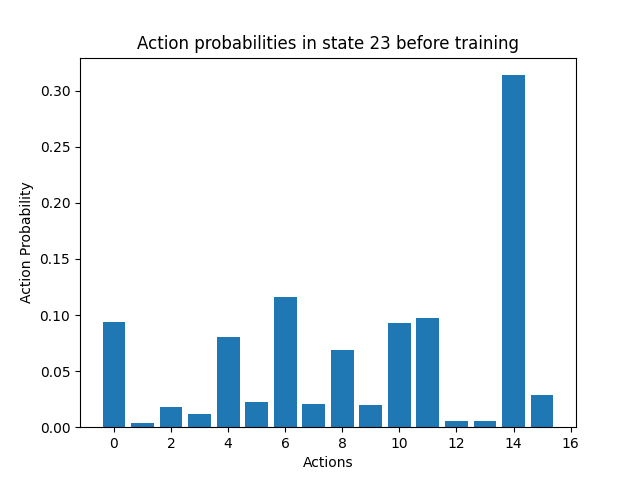 Action probabilities in state 23 before training
Action Probability
0.30
0.25
0.20
0.15
0.10
0.05
0.00
0 2 4 6 8 10 12 14 16
Actions